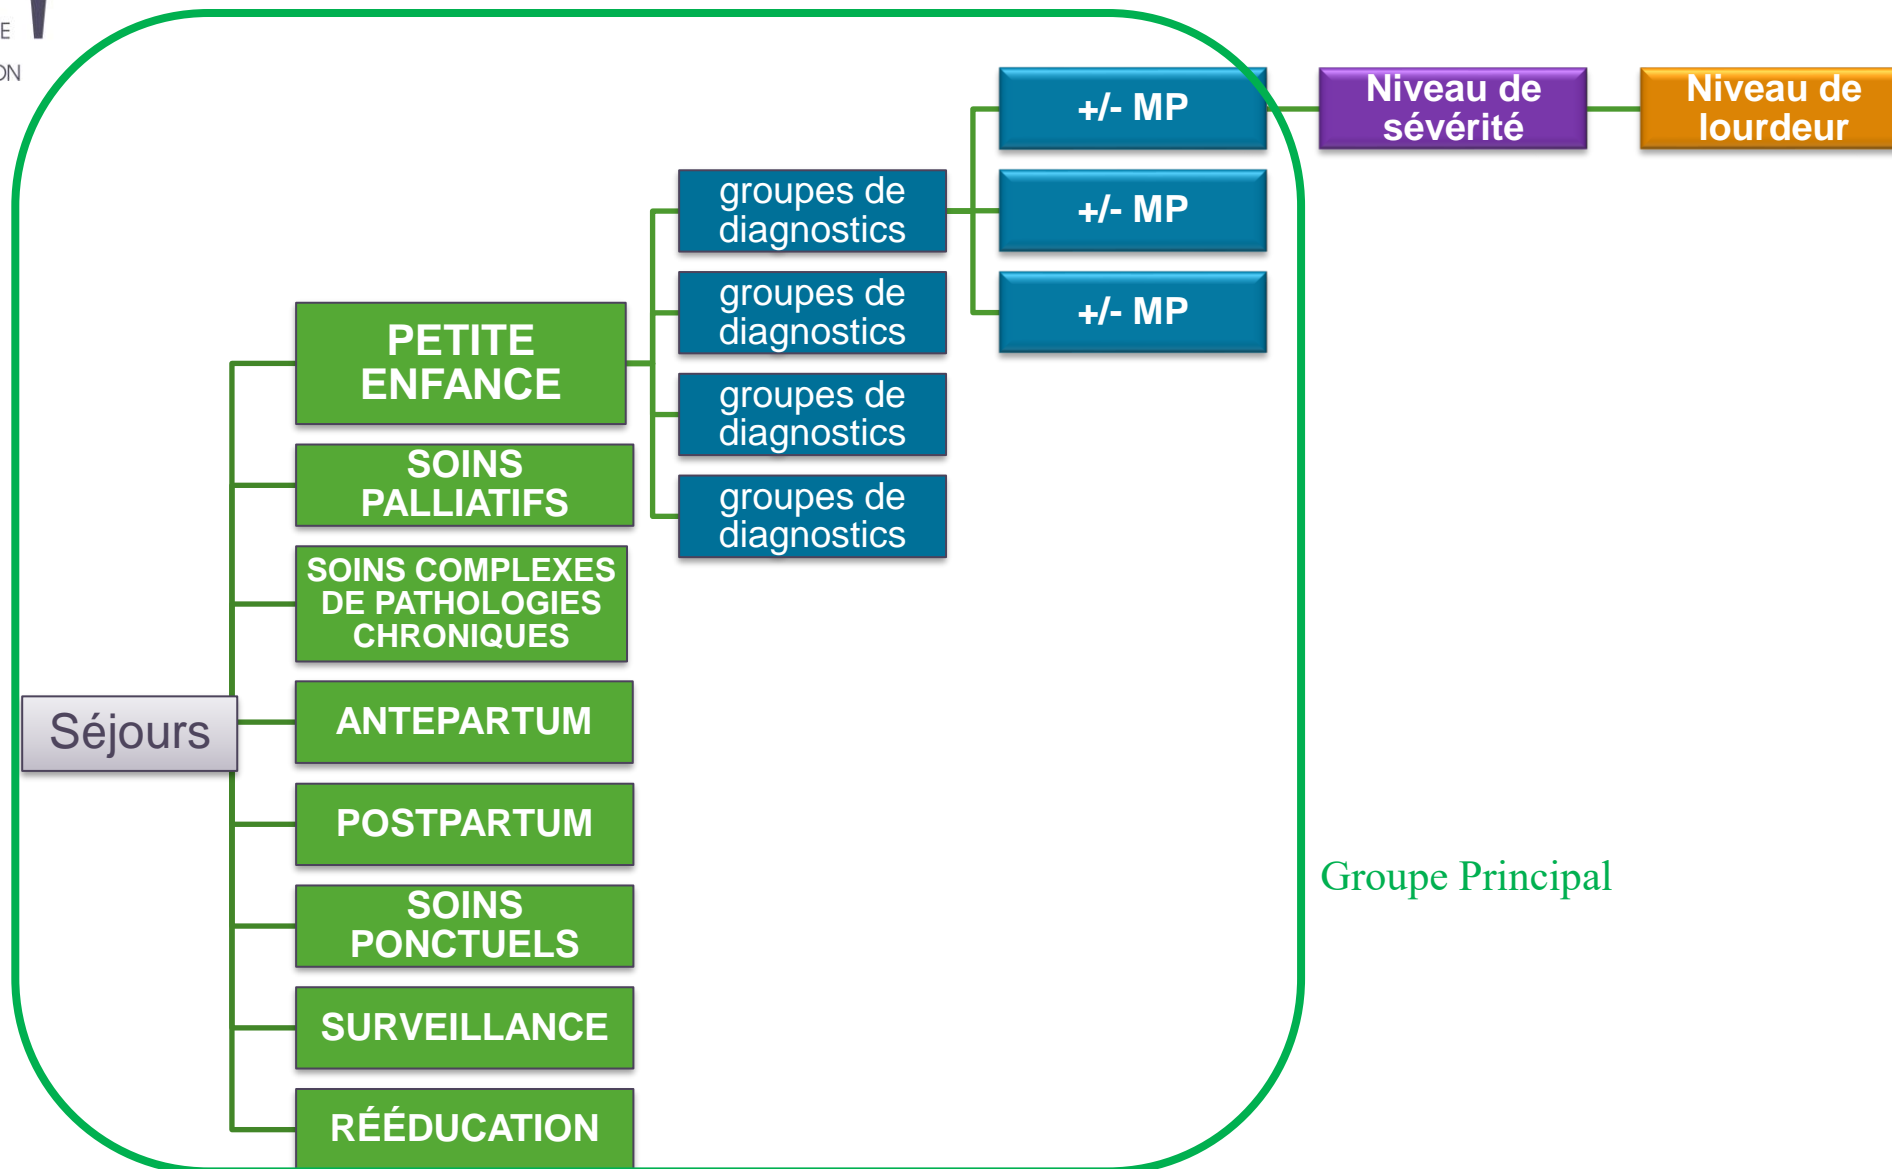 E
ON
+/- MP
Niveau de
sévérité
Niveau de
lourdeur
groupes de
diagnostics
+/- MP
groupes de
diagnostics
+/- MP
PETITE
ENFANCE
groupes de
diagnostics
SOINS
PALLIATIFS
groupes de
diagnostics
SOINS COMPLEXES
DE PATHOLOGIES
CHRONIQUES
Séjours
ANTEPARTUM
POSTPARTUM
Groupe Principal
SOINS
PONCTUELS
SURVEILLANCE
RÉÉDUCATION